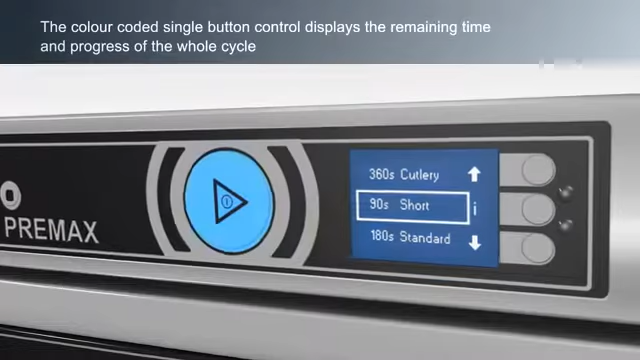 The colour coded single button control displays the remaining time
and progress of the whole cycle
360s Cutlery
90s Short
i
180s Standard
PREMAX